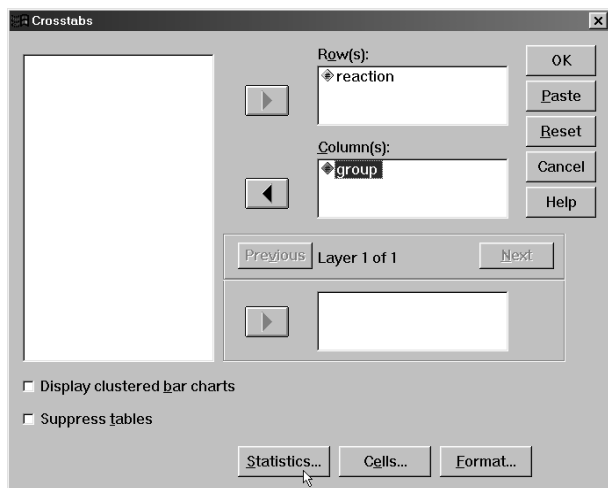 Crosstabs
Row(s):
reaction
OK
Paste
Reset
Column(s):
group
Cancel
Help
Previous Layer 1 of 1 Next
Display clustered bar charts
Suppress tables
Statistics... Cells... Format...